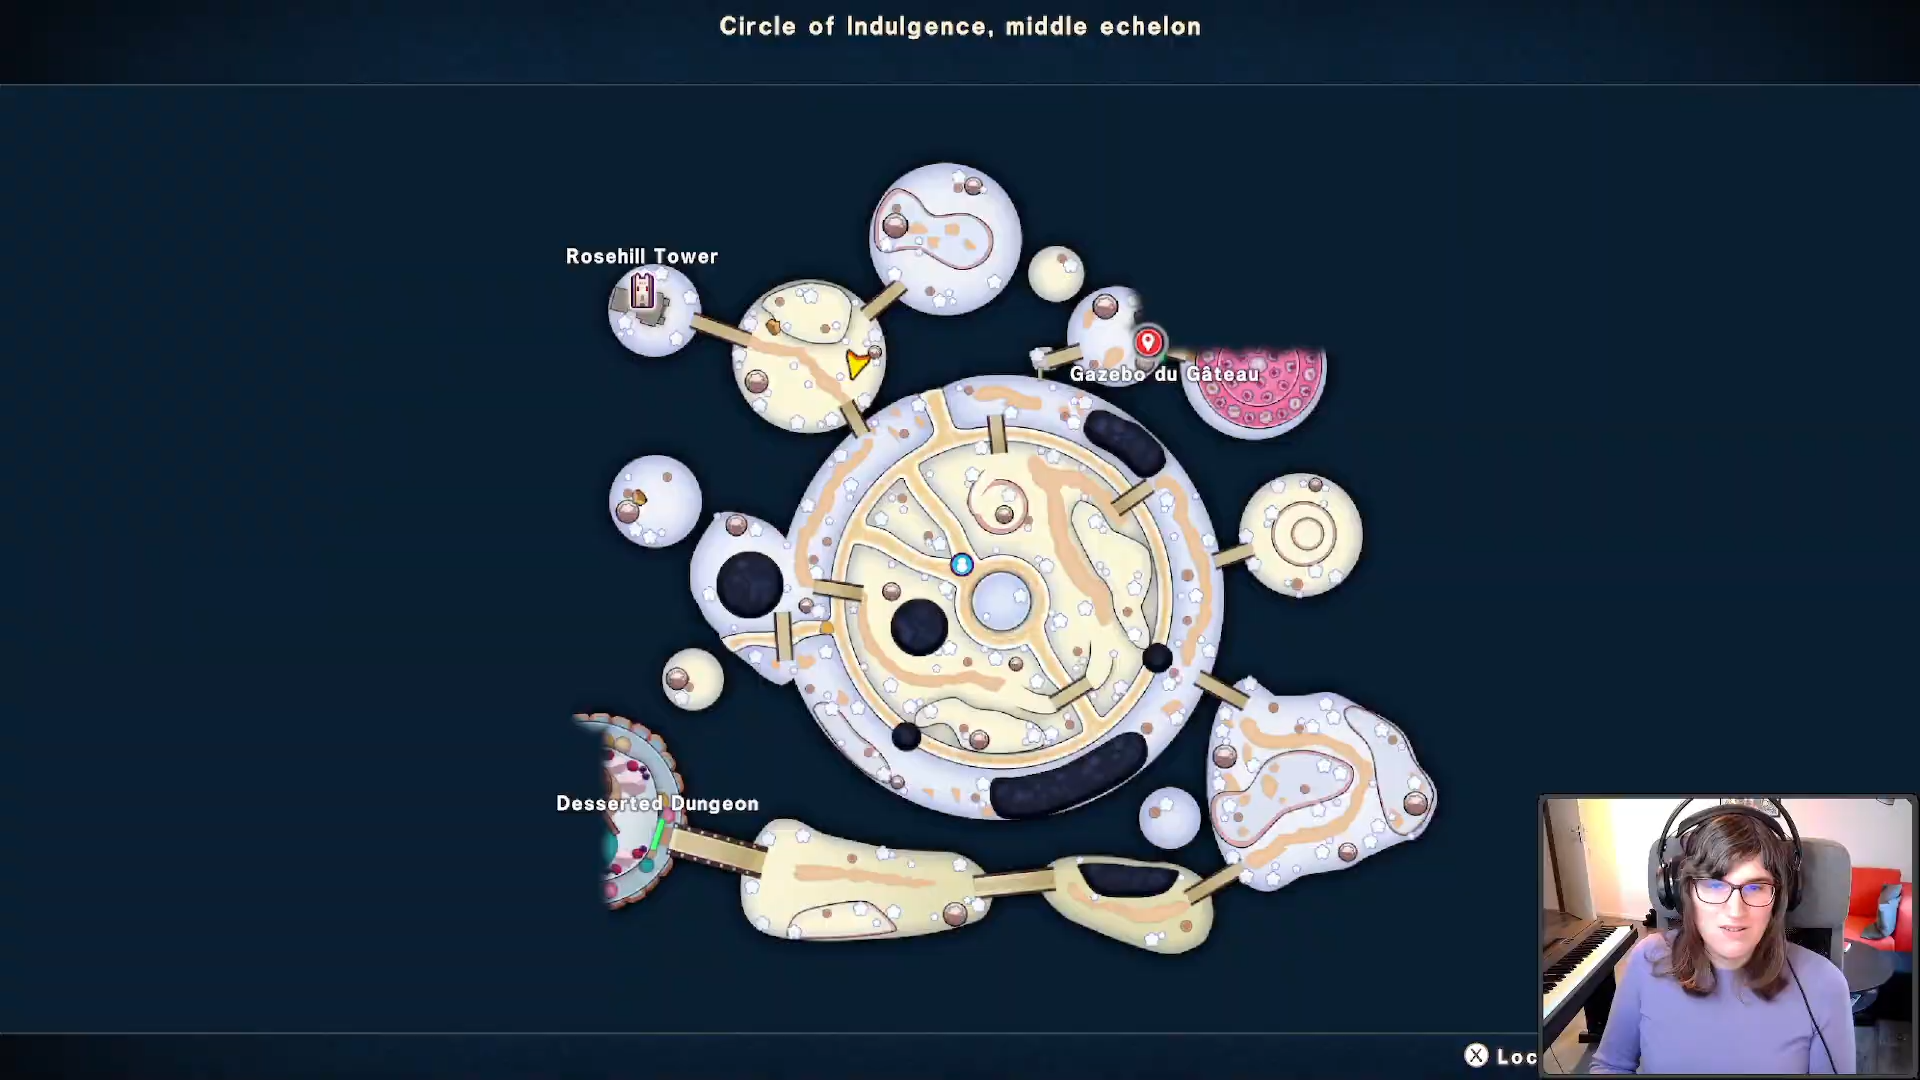 Circle of Indulgence, middle echelon
Rosehill Tower
Gazebo du Gâteau
Desserted Dungeon
X Loc